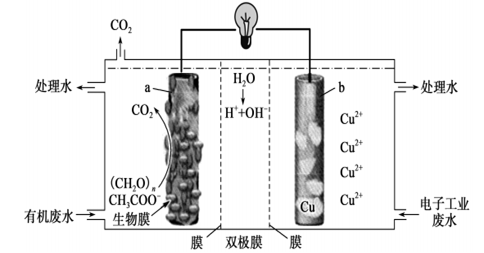 CO₂
处理水
a
CO₂
(CH₂O)ₙ
CH₃COO⁻
有机废水
生物膜
H₂O
H⁺+OH⁻
b
Cu²⁺
Cu²⁺
Cu²⁺
Cu²⁺
Cu
处理水
电子工业
废水
膜
双极膜
膜